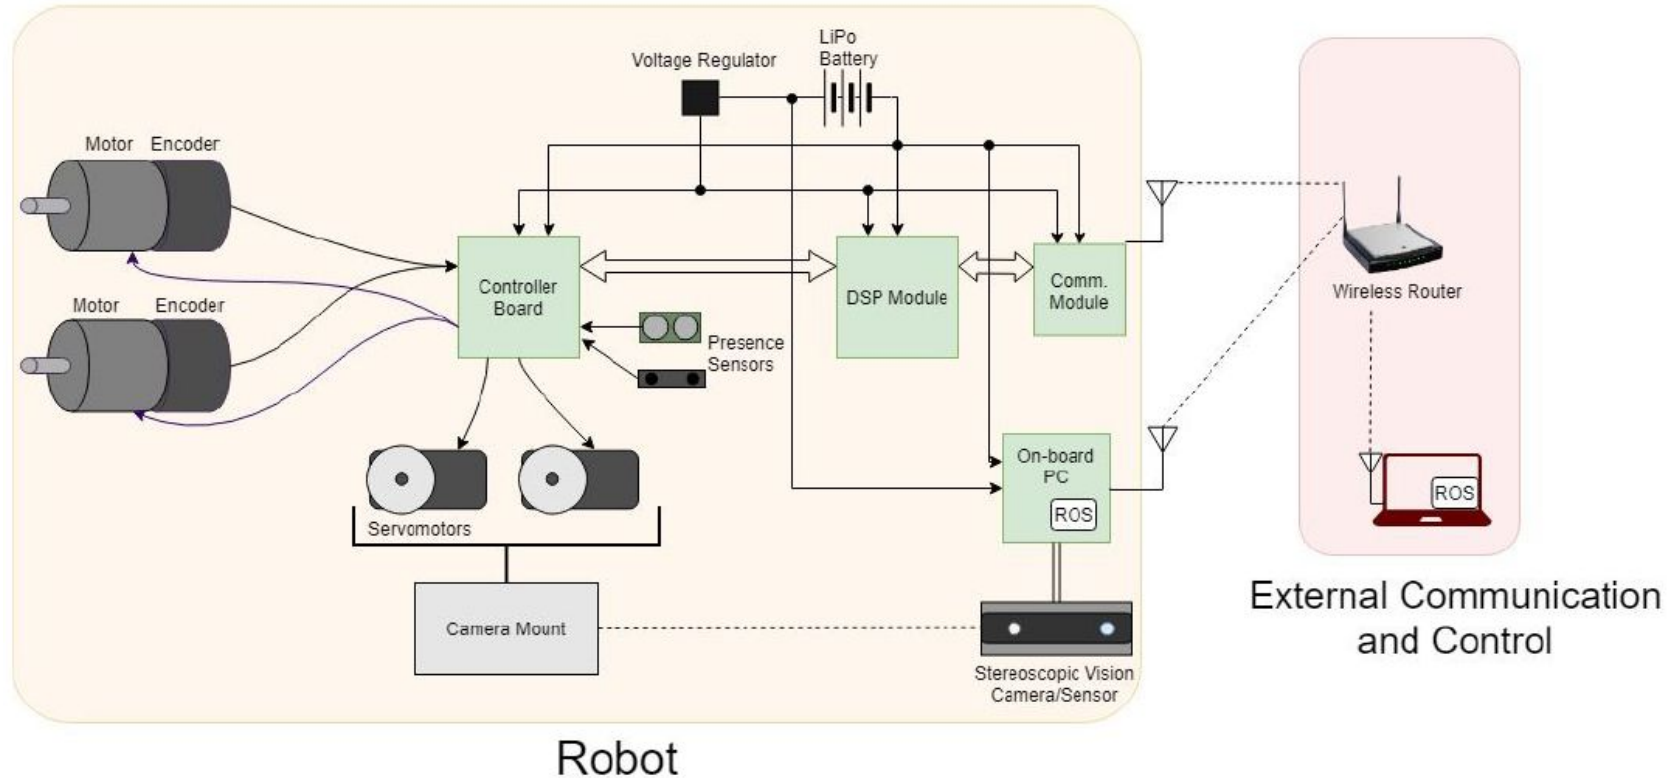 Voltage Regulator
LiPo
Battery
Motor
Encoder
Motor
Encoder
Controller
Board
DSP Module
Comm.
Module
Presence
Sensors
Wireless Router
Servomotors
On-board
PC
ROS
ROS
Camera Mount
Stereoscopic Vision
Camera/Sensor
External Communication
and Control
Robot